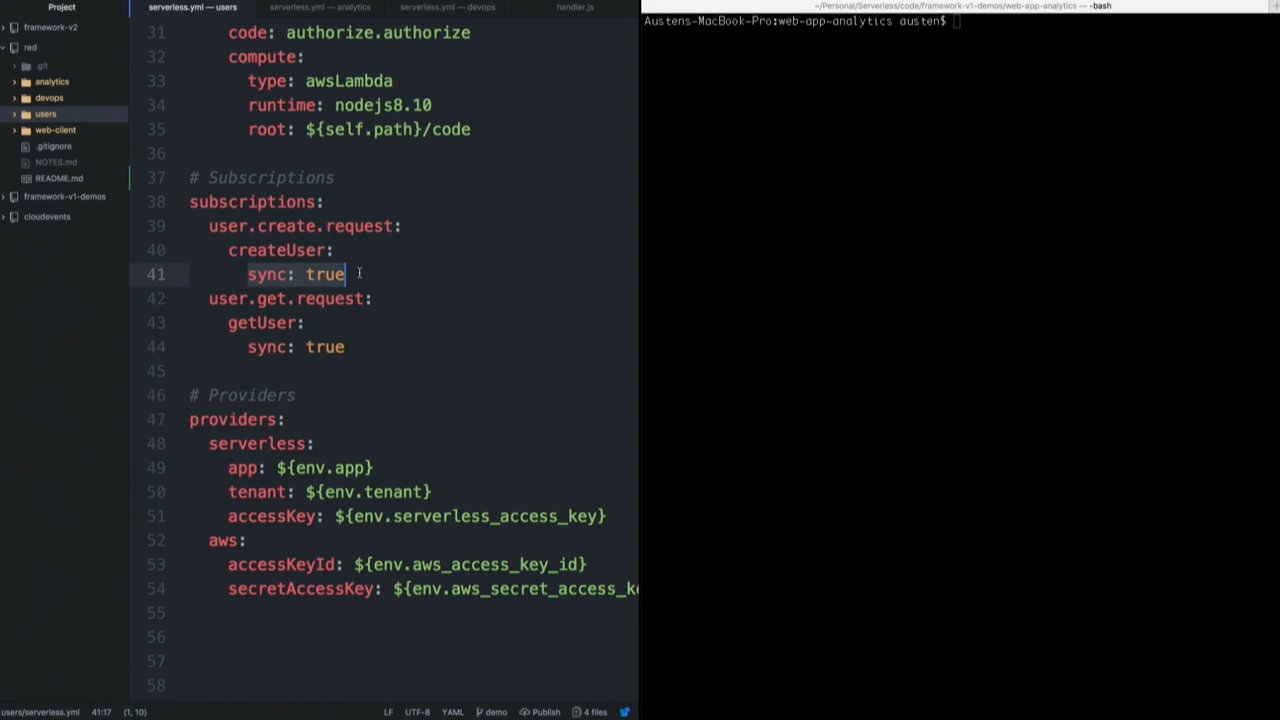 Project
framework-v2
red
.git
analytics
devops
users
web-client
.gitignore
NOTES.md
README.md
framework-v1-demos
cloudevents
serverless.yml — users
serverless.yml — analytics
serverless.yml — devops
handler.js
31 code: authorize.authorize
32 compute:
33 type: awsLambda
34 runtime: nodejs8.10
35 root: ${self.path}/code
36
37 # Subscriptions
38 subscriptions:
39 user.create.request:
40 createUser:
41 sync: true
42 user.get.request:
43 getUser:
44 sync: true
45
46 # Providers
47 providers:
48 serverless:
49 app: ${env.app}
50 tenant: ${env.tenant}
51 accessKey: ${env.serverless_access_key}
52 aws:
53 accessKeyId: ${env.aws_access_key_id}
54 secretAccessKey: ${env.aws_secret_access_k
55
56
57
58
users/serverless.yml 41:17 (1, 10)
LF UTF-8 YAML demo Publish 4 files
~/Personal/Serverless/code/framework-v1-demos/web-app-analytics — -bash
Austens-MacBook-Pro:web-app-analytics austen$